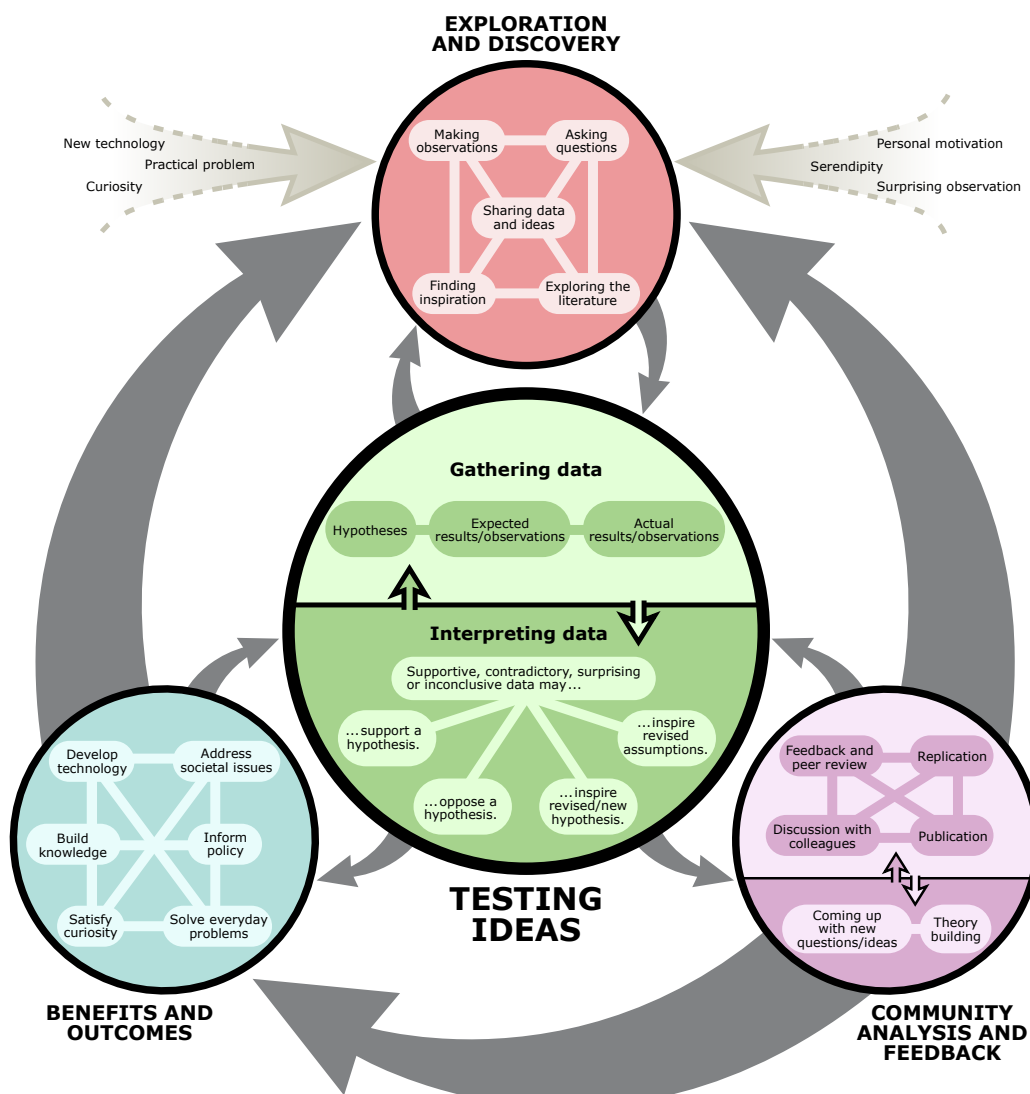 EXPLORATION
AND DISCOVERY
New technology
Practical problem
Curiosity
Personal motivation
Serendipity
Surprising observation
Making
observations
Asking
questions
Sharing data
and ideas
Finding
inspiration
Exploring the
literature
Gathering data
Hypotheses
Expected
results/observations
Actual
results/observations
Interpreting data
Supportive, contradictory, surprising
or inconclusive data may...
...support a
hypothesis.
...oppose a
hypothesis.
...inspire
revised/new
hypothesis.
...inspire
revised
assumptions.
TESTING
IDEAS
Develop
technology
Address
societal issues
Build
knowledge
Inform
policy
Satisfy
curiosity
Solve everyday
problems
BENEFITS AND
OUTCOMES
Feedback and
peer review
Replication
Discussion with
colleagues
Publication
Coming up
with new
questions/ideas
Theory
building
COMMUNITY
ANALYSIS AND
FEEDBACK